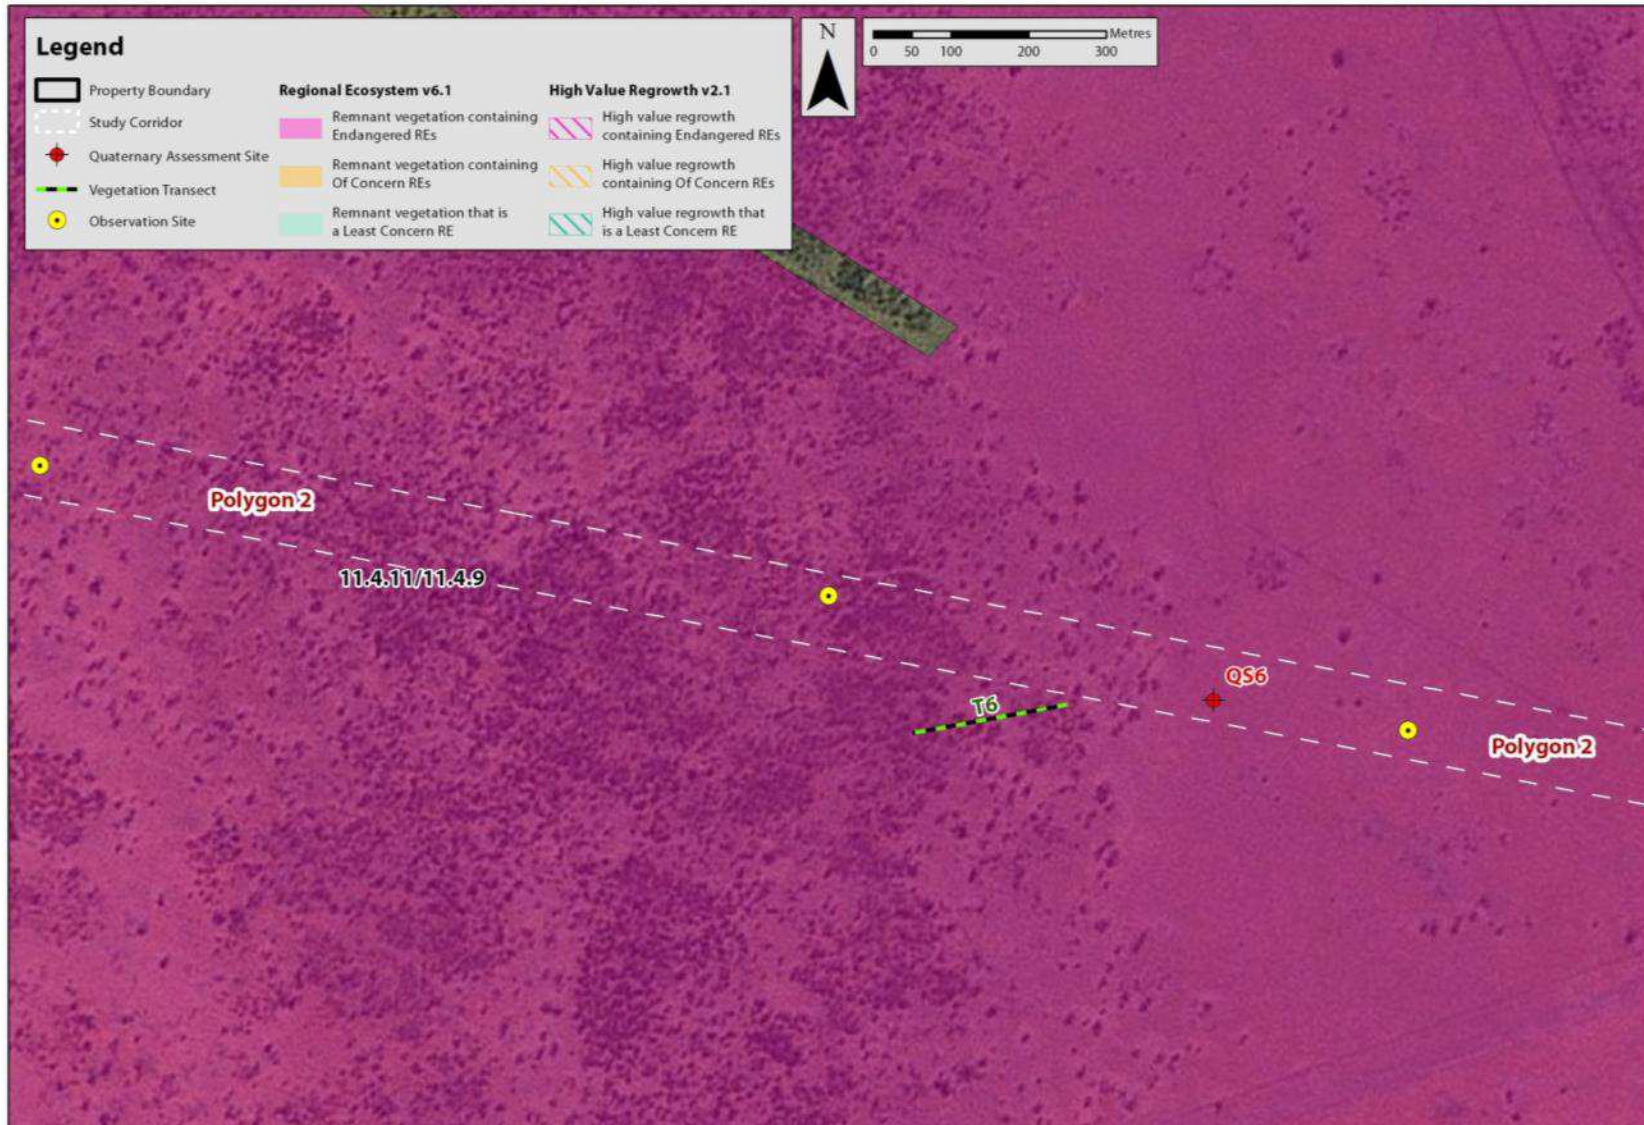 Legend
Property Boundary
Study Corridor
Quaternary Assessment Site
Vegetation Transect
Observation Site
Regional Ecosystem v6.1
Remnant vegetation containing
Endangered REs
Remnant vegetation containing
Of Concern REs
Remnant vegetation that is
a Least Concern RE
High Value Regrowth v2.1
High value regrowth
containing Endangered REs
High value regrowth
containing Of Concern REs
High value regrowth that
is a Least Concern RE
N
Metres
0 50 100 200 300
Polygon 2
11.4.11/11.4.9
QS6
T6
Polygon 2